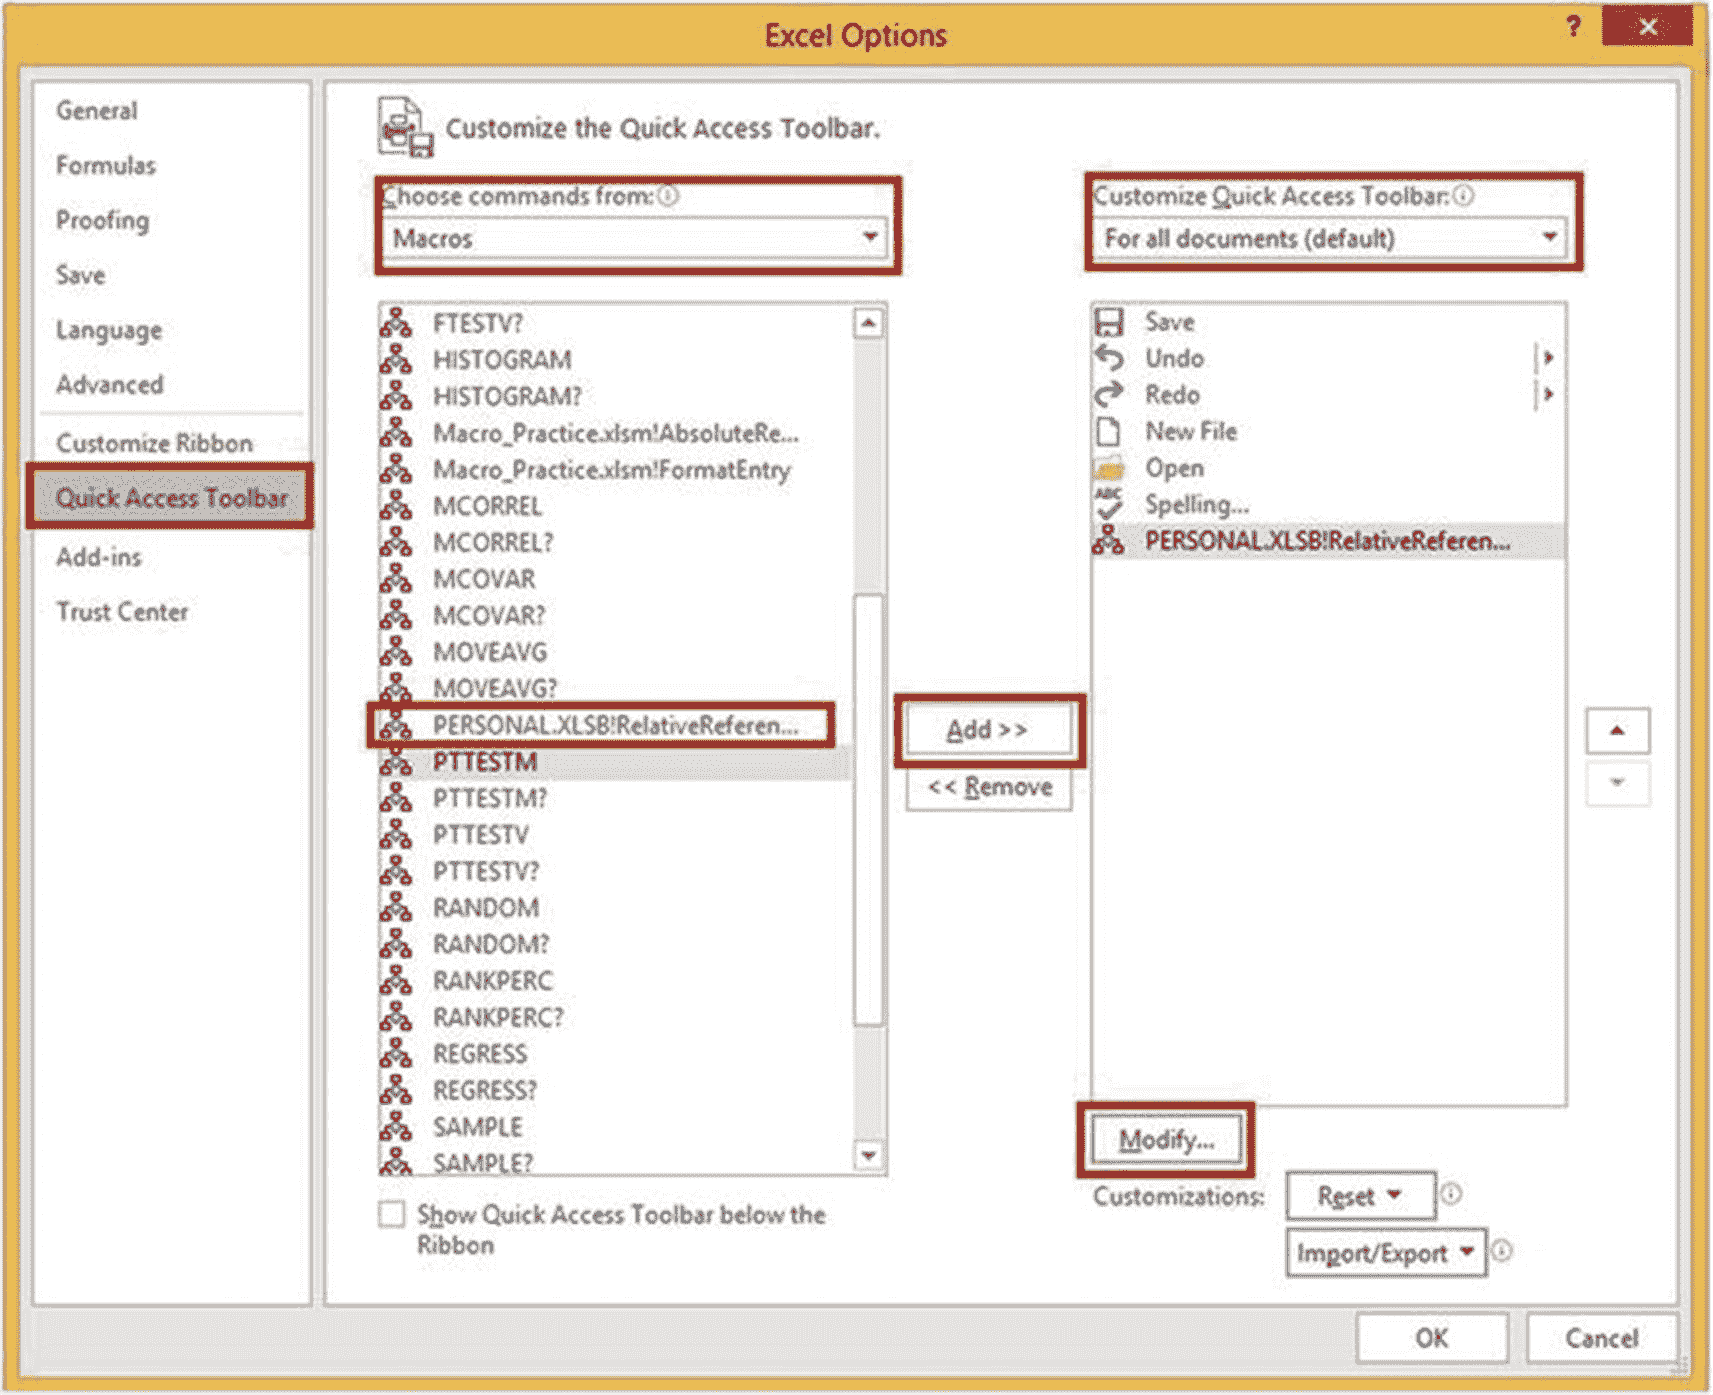 Excel Options
?
General
Formulas
Proofing
Save
Language
Advanced
Customize Ribbon
Quick Access Toolbar
Add-ins
Trust Center
Customize the Quick Access Toolbar.
Choose commands from:
Macros
FTESTV?
HISTOGRAM
HISTOGRAM?
Macro_Practice.xlsm!AbsoluteRe...
Macro_Practice.xlsm!FormatEntry
MCORREL
MCORREL?
MCOVAR
MCOVAR?
MOVEAVG
MOVEAVG?
PERSONAL.XLSB!RelativeReferen...
PTTESTM
PTTESTM?
PTTESTV
PTTESTV?
RANDOM
RANDOM?
RANKPERC
RANKPERC?
REGRESS
REGRESS?
SAMPLE
SAMPLE?
Show Quick Access Toolbar below the
Ribbon
Add >>
<< Remove
Customize Quick Access Toolbar:
For all documents (default)
Save
Undo
Redo
New File
Open
ABC
Spelling...
PERSONAL.XLSB!RelativeReferen...
Modify...
Customizations:
Reset
Import/Export
OK
Cancel